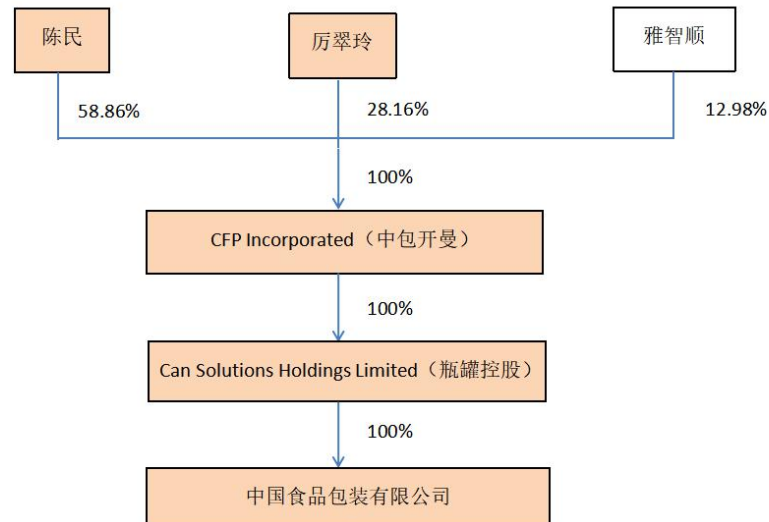 陈民
厉翠玲
雅智顺
58.86%
28.16%
12.98%
100%
CFP Incorporated（中包开曼）
100%
Can Solutions Holdings Limited（瓶罐控股）
100%
中国食品包装有限公司